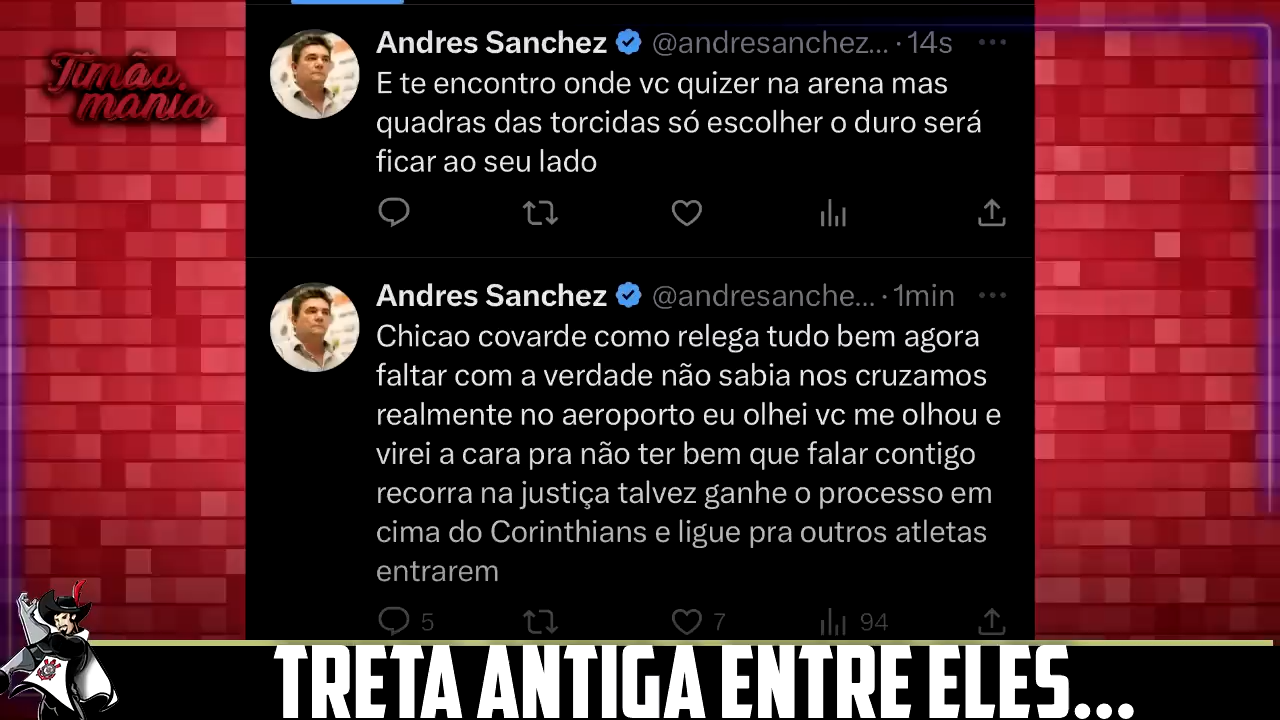 Timão
mania
Andres Sanchez @andresanchez... · 14s
E te encontro onde vc quizer na arena mas
quadras das torcidas só escolher o duro será
ficar ao seu lado
Andres Sanchez @andresanche... · 1min
Chicao covarde como relega tudo bem agora
faltar com a verdade não sabia nos cruzamos
realmente no aeroporto eu olhei vc me olhou e
virei a cara pra não ter bem que falar contigo
recorra na justiça talvez ganhe o processo em
cima do Corinthians e ligue pra outros atletas
entrarem
5 7 94
TRETA ANTIGA ENTRE ELES...